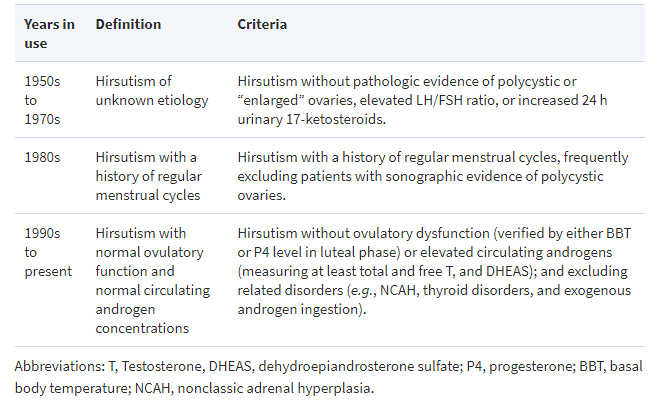 Years in use Definition Criteria
1950s to 1970s Hirsutism of unknown etiology Hirsutism without pathologic evidence of polycystic or
“enlarged” ovaries, elevated LH/FSH ratio, or increased 24 h
urinary 17-ketosteroids.
1980s Hirsutism with a history of regular menstrual cycles Hirsutism with a history of regular menstrual cycles, frequently
excluding patients with sonographic evidence of polycystic
ovaries.
1990s to present Hirsutism with normal ovulatory function and normal circulating androgen concentrations Hirsutism without ovulatory dysfunction (verified by either BBT
or P4 level in luteal phase) or elevated circulating androgens
(measuring at least total and free T, and DHEAS); and excluding
related disorders (e.g., NCAH, thyroid disorders, and exogenous
androgen ingestion).
Abbreviations: T, Testosterone, DHEAS, dehydroepiandrosterone sulfate; P4, progesterone; BBT, basal
body temperature; NCAH, nonclassic adrenal hyperplasia.